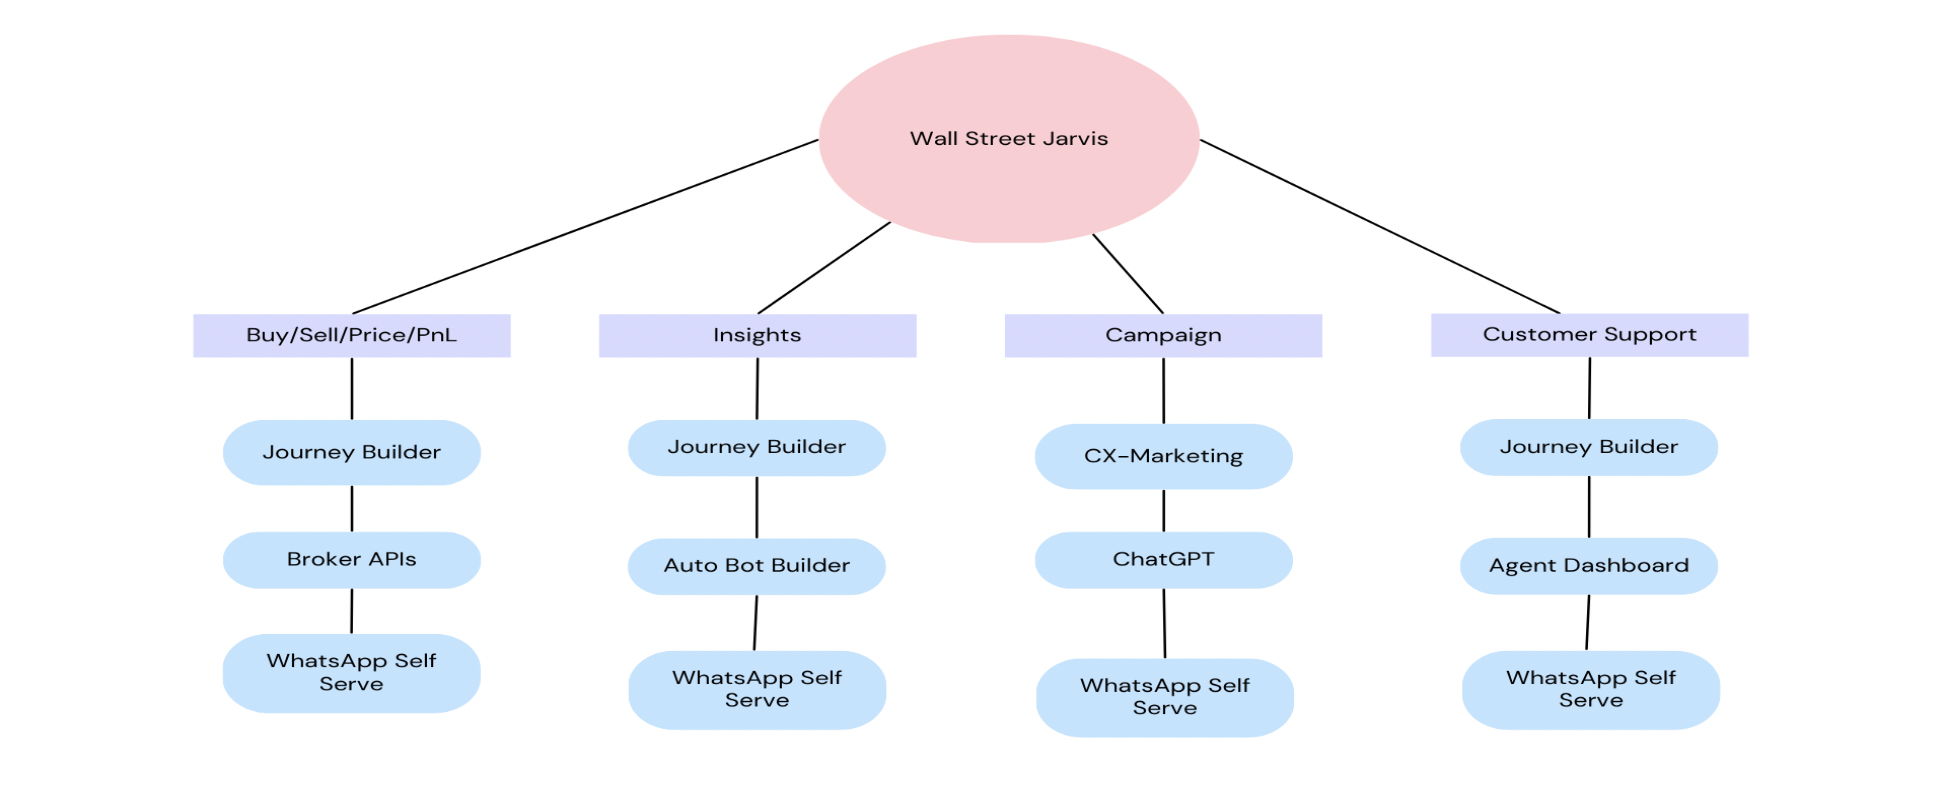 Wall Street Jarvis
Buy/Sell/Price/PnL
Insights
Campaign
Customer Support
Journey Builder
Journey Builder
CX-Marketing
Journey Builder
Broker APIs
Auto Bot Builder
ChatGPT
Agent Dashboard
WhatsApp Self
Serve
WhatsApp Self
Serve
WhatsApp Self
Serve
WhatsApp Self
Serve